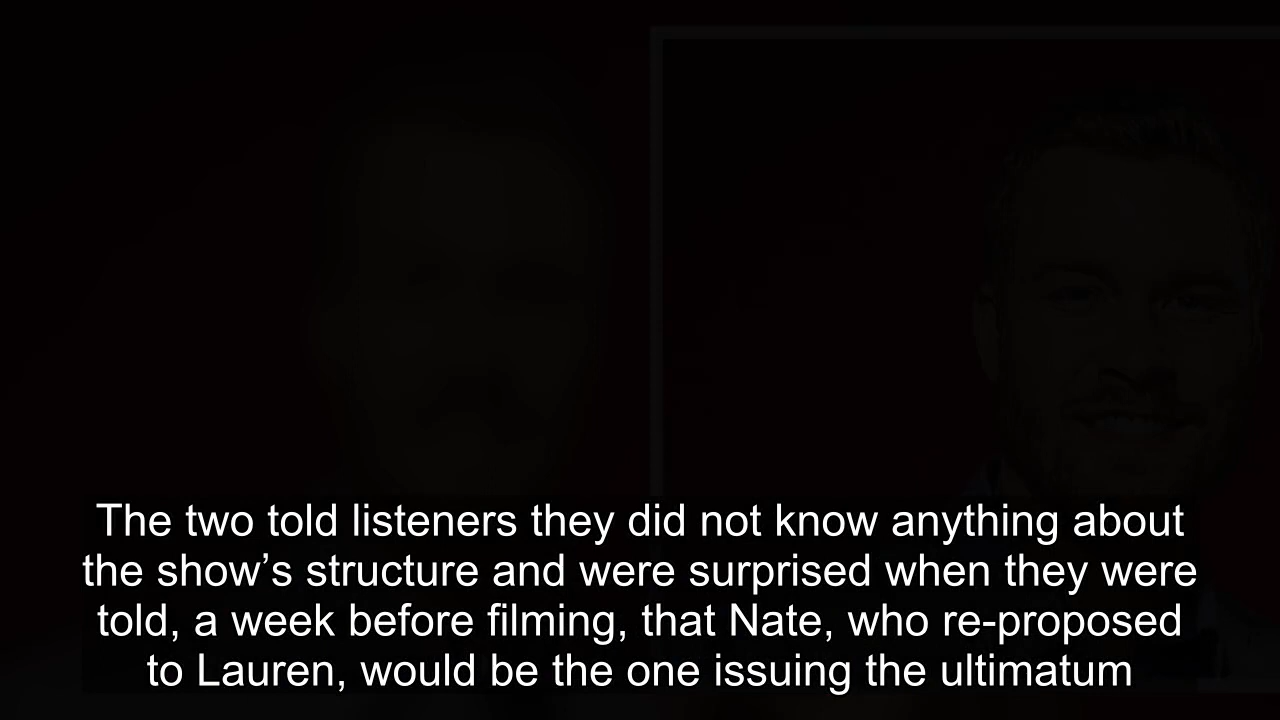 The two told listeners they did not know anything about
the show’s structure and were surprised when they were
told, a week before filming, that Nate, who re-proposed
to Lauren, would be the one issuing the ultimatum